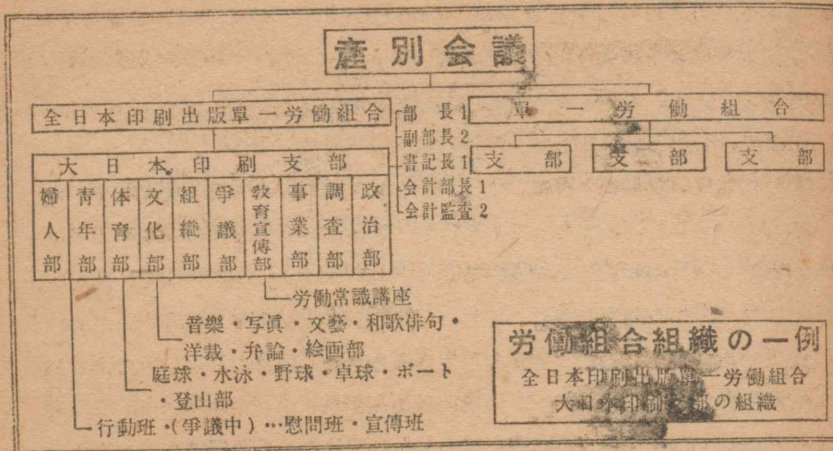 産別会議
全日本印刷出版單一労働組合
單一労働組合
部長1
副部長2
書記長1
会計部長1
会計監査2
大日本印刷支部
支部
支部
支部
婦人部
靑年部
体育部
文化部
組織部
爭議部
敎育宣傳部
事業部
調査部
政治部
労働常識講座
音樂・写眞・文藝・和歌俳句・
洋裁・弁論・絵画部
庭球・水泳・野球・卓球・ボート
・登山部
行動班・(爭議中)…慰問班・宣傳班
労働組合組織の一例
全日本印刷出版單一労働組合
大日本印刷支部の組織